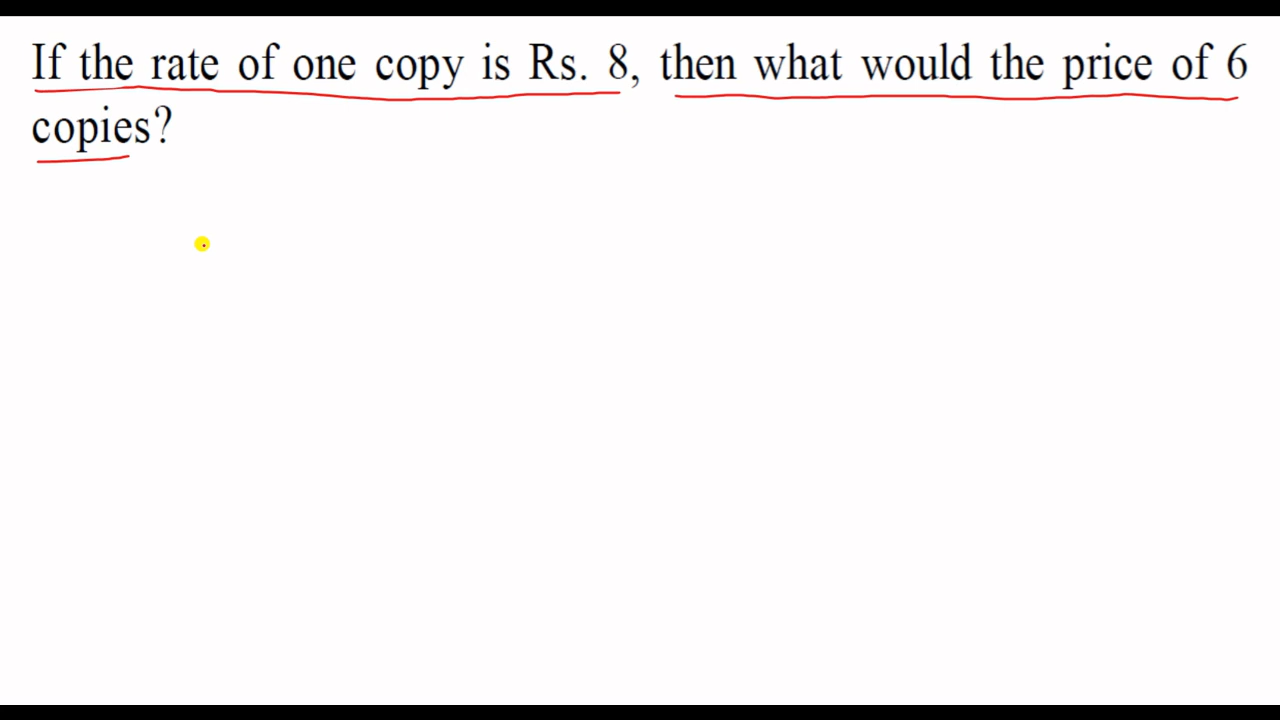 If the rate of one copy is Rs. 8, then what would the price of 6
copies?